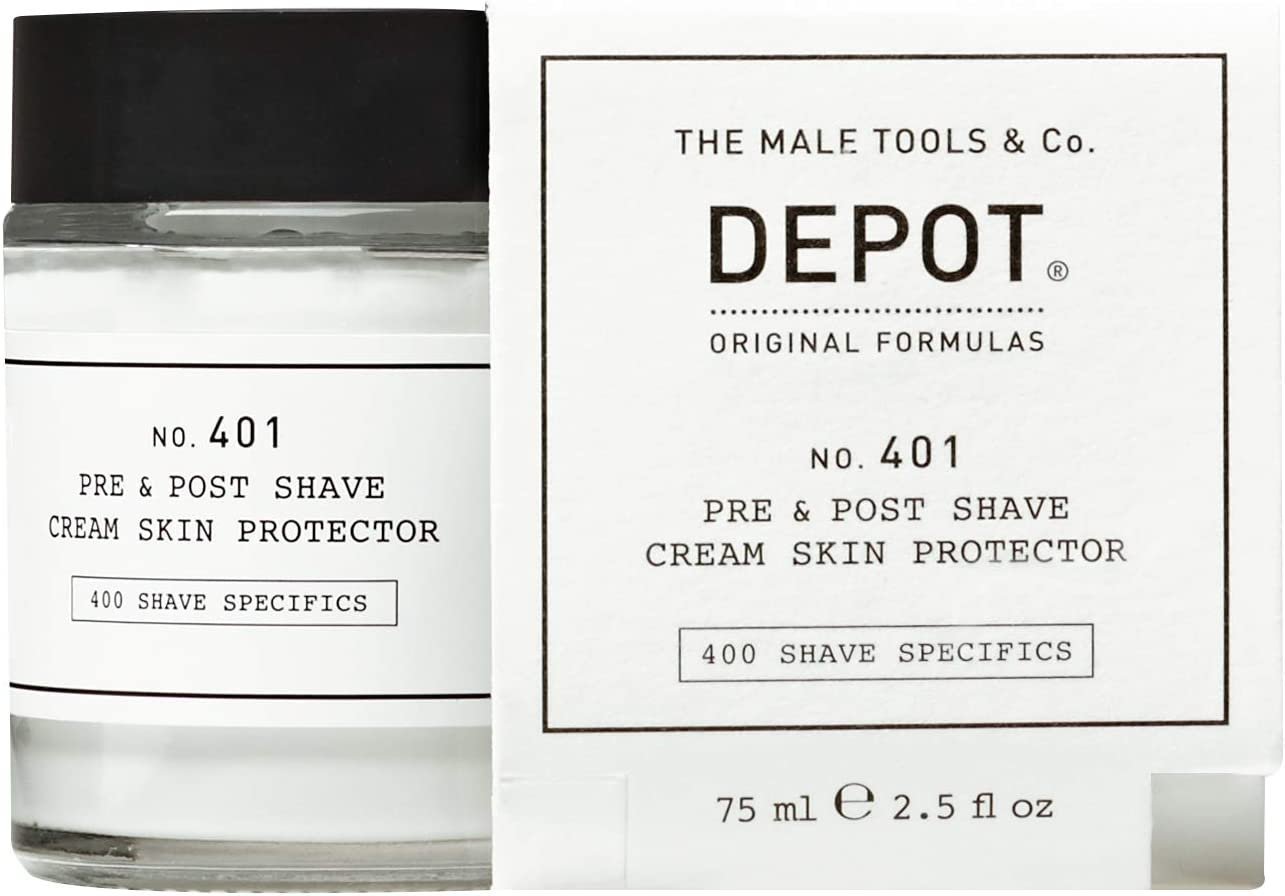 NO. 401
PRE & POST SHAVE
CREAM SKIN PROTECTOR
400 SHAVE SPECIFICS
THE MALE TOOLS & Co.
DEPOT®
ORIGINAL FORMULAS
NO. 401
PRE & POST SHAVE
CREAM SKIN PROTECTOR
400 SHAVE SPECIFICS
75 ml ℮ 2.5 fl oz